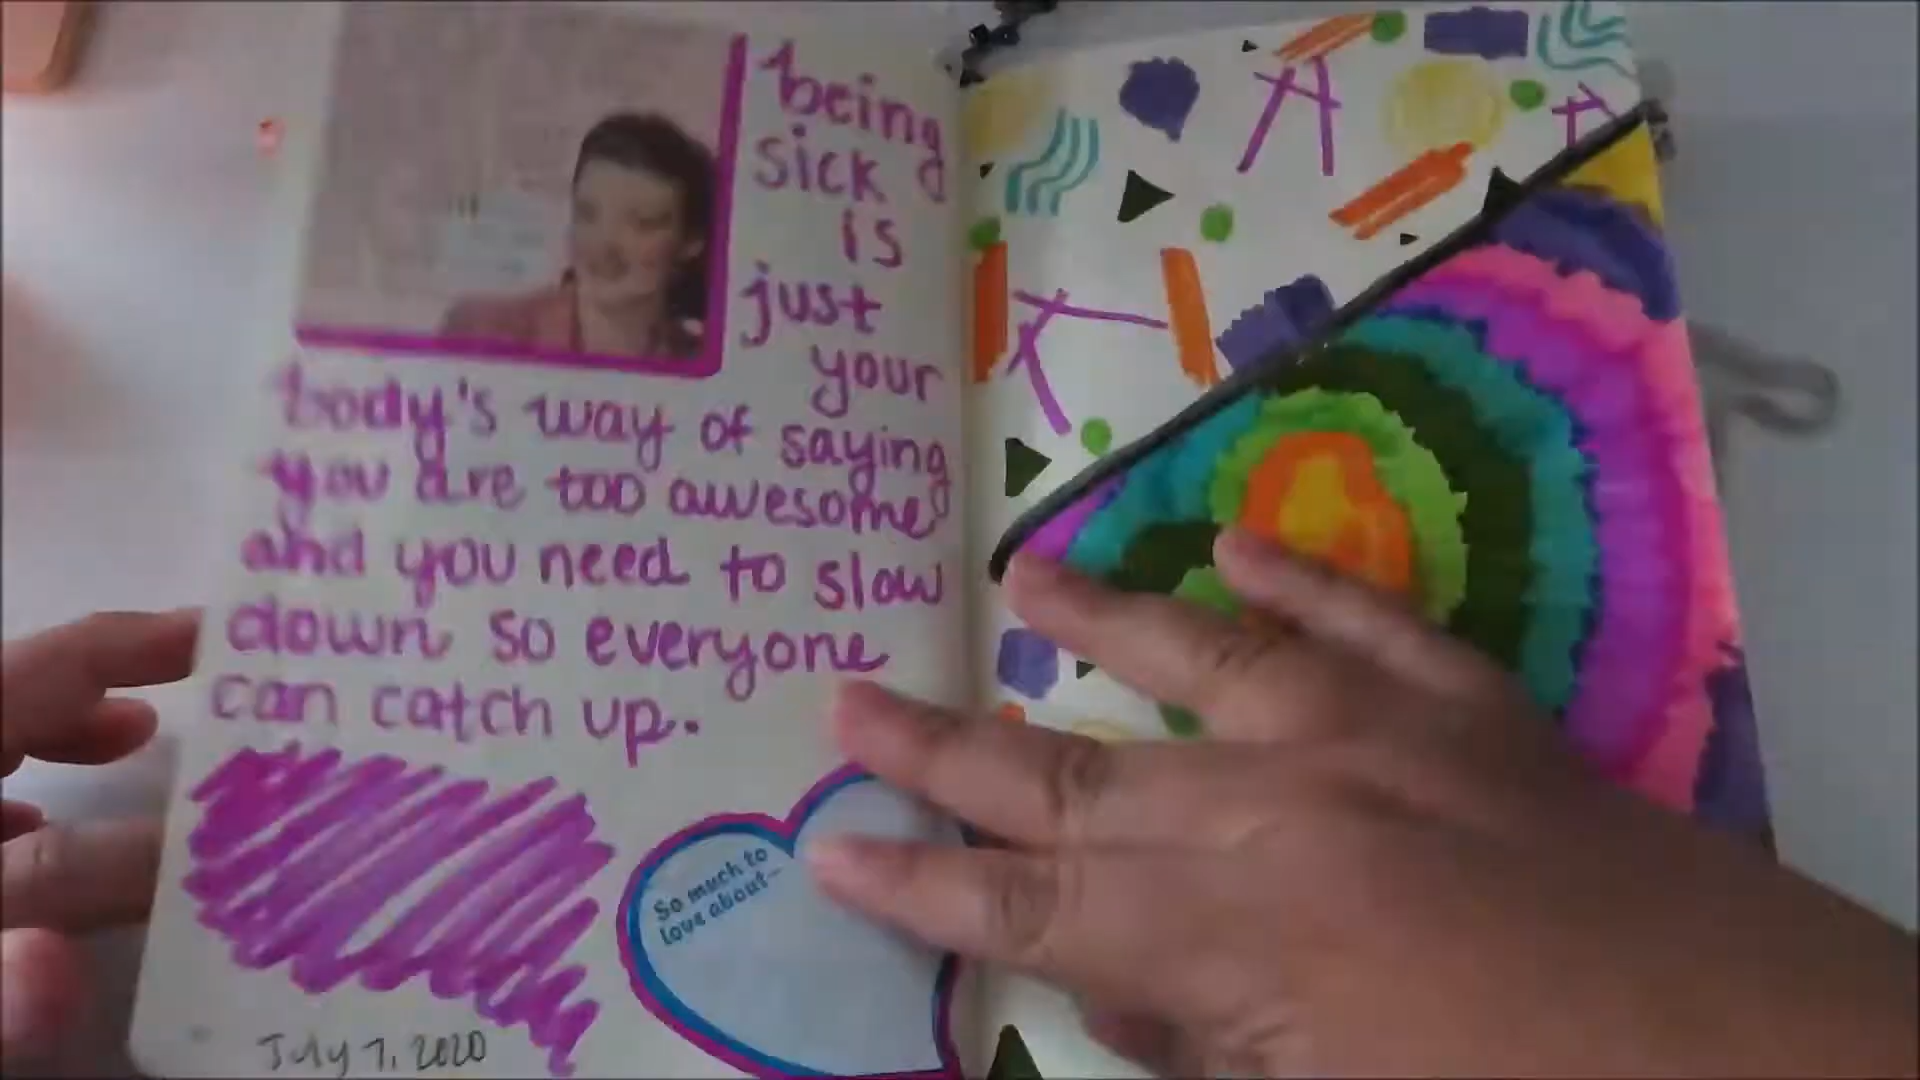 being
sick
is
just
your
body's way of saying
you are too awesome
and you need to slow
down so everyone
can catch up.
So much to
love about
July 7, 2020